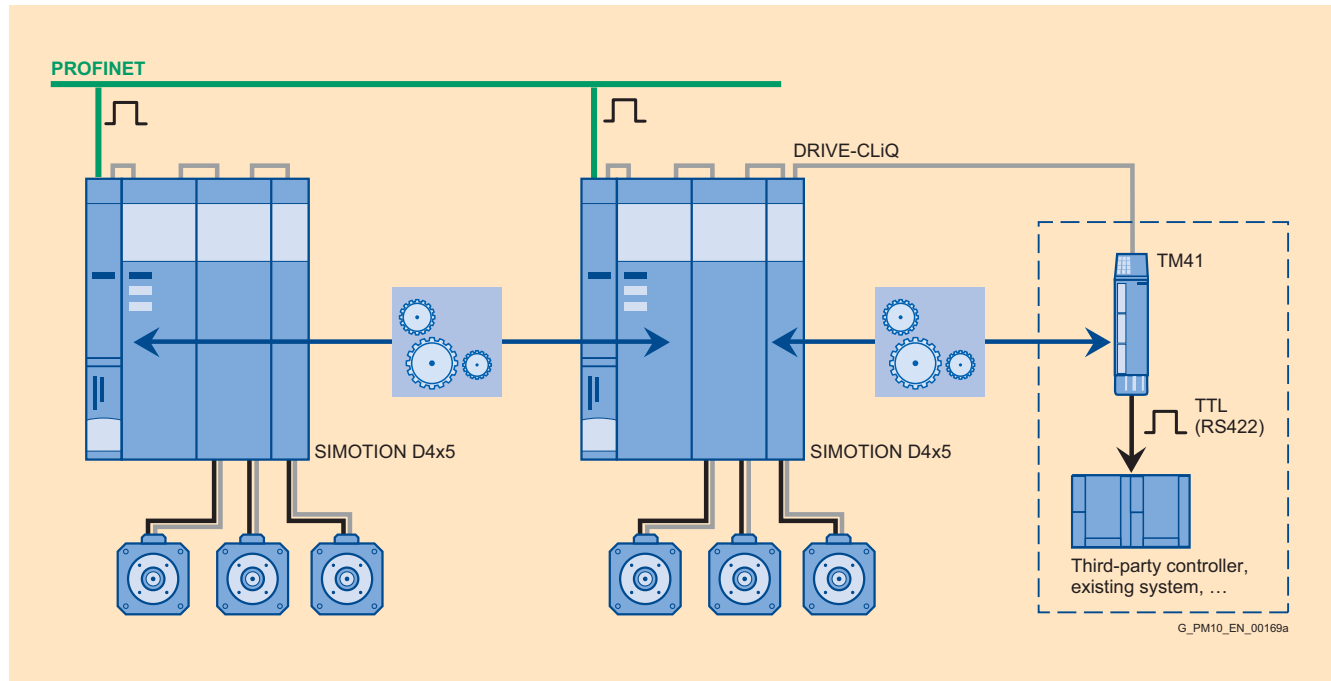 PROFINET
DRIVE-CLiQ
TM41
TTL
(RS422)
SIMOTION D4x5
SIMOTION D4x5
Third-party controller,
existing system, …
G_PM10_EN_00169a